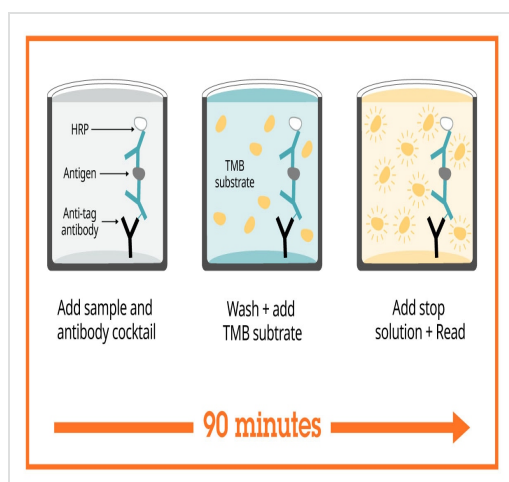 HRP
Antigen
Anti-tag
antibody
TMB
substrate
Add sample and
antibody cocktail
Wash + add
TMB subtrate
Add stop
solution + Read
90 minutes